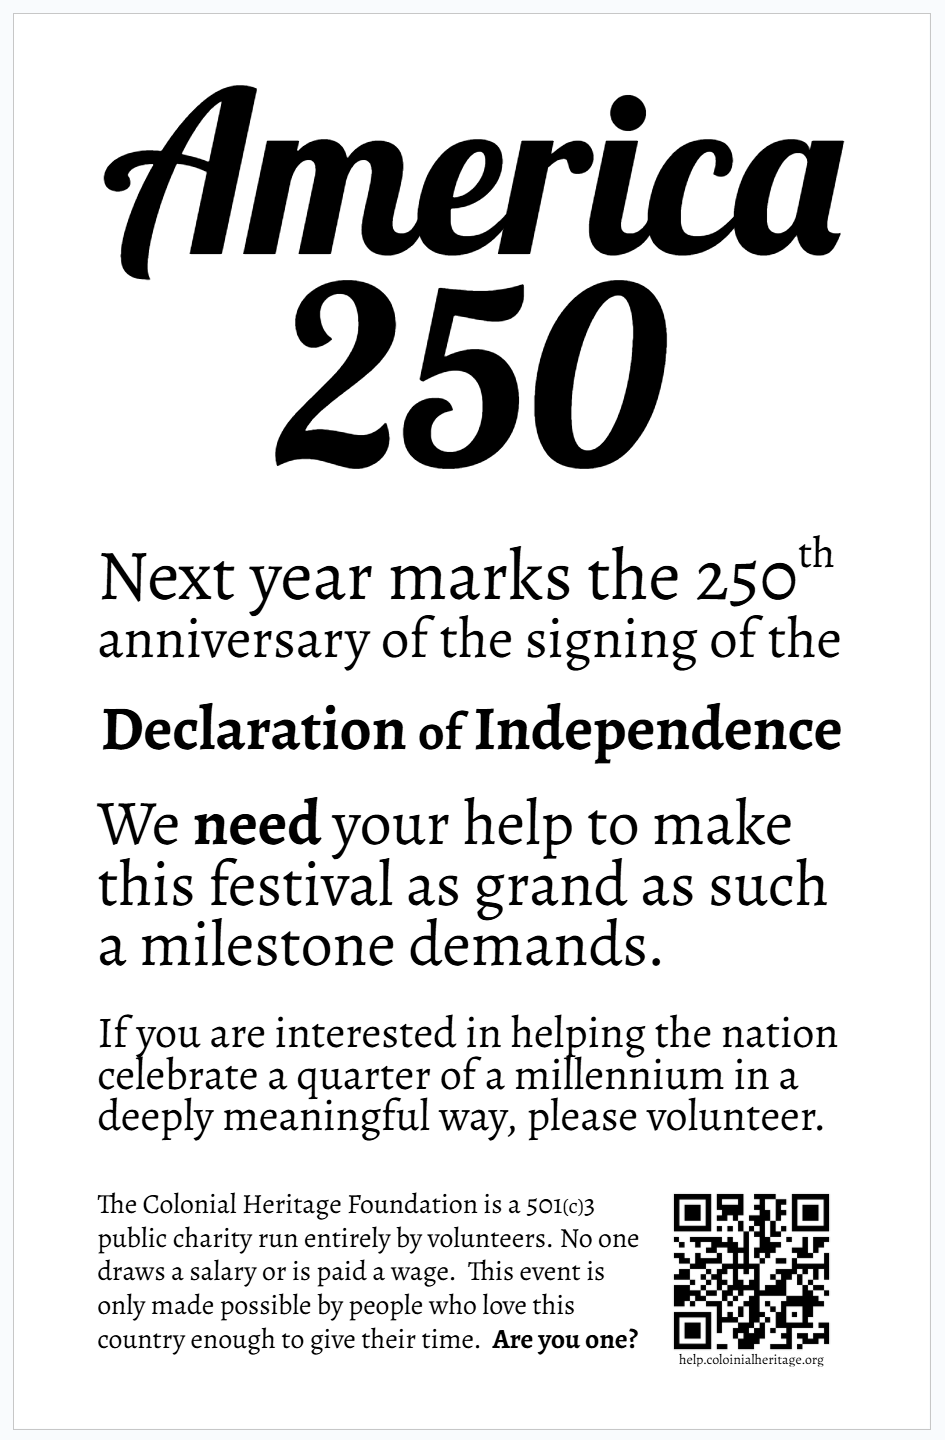 America
250
Next year marks the 250th
anniversary of the signing of the
Declaration of Independence
We need your help to make
this festival as grand as such
a milestone demands.
If you are interested in helping the nation
celebrate a quarter of a millennium in a
deeply meaningful way, please volunteer.
The Colonial Heritage Foundation is a 501(c)3
public charity run entirely by volunteers. No one
draws a salary or is paid a wage.  This event is
only made possible by people who love this
country enough to give their time.  Are you one?
help.coloinialheritage.org